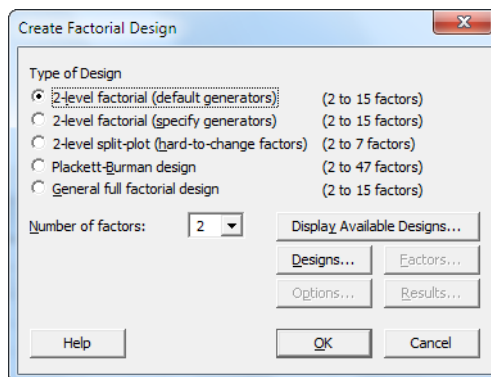 Create Factorial Design
Type of Design
2-level factorial (default generators) (2 to 15 factors)
2-level factorial (specify generators) (2 to 15 factors)
2-level split-plot (hard-to-change factors) (2 to 7 factors)
Plackett-Burman design (2 to 47 factors)
General full factorial design (2 to 15 factors)
Number of factors: 2 Display Available Designs...
Designs... Factors...
Options... Results...
Help OK Cancel